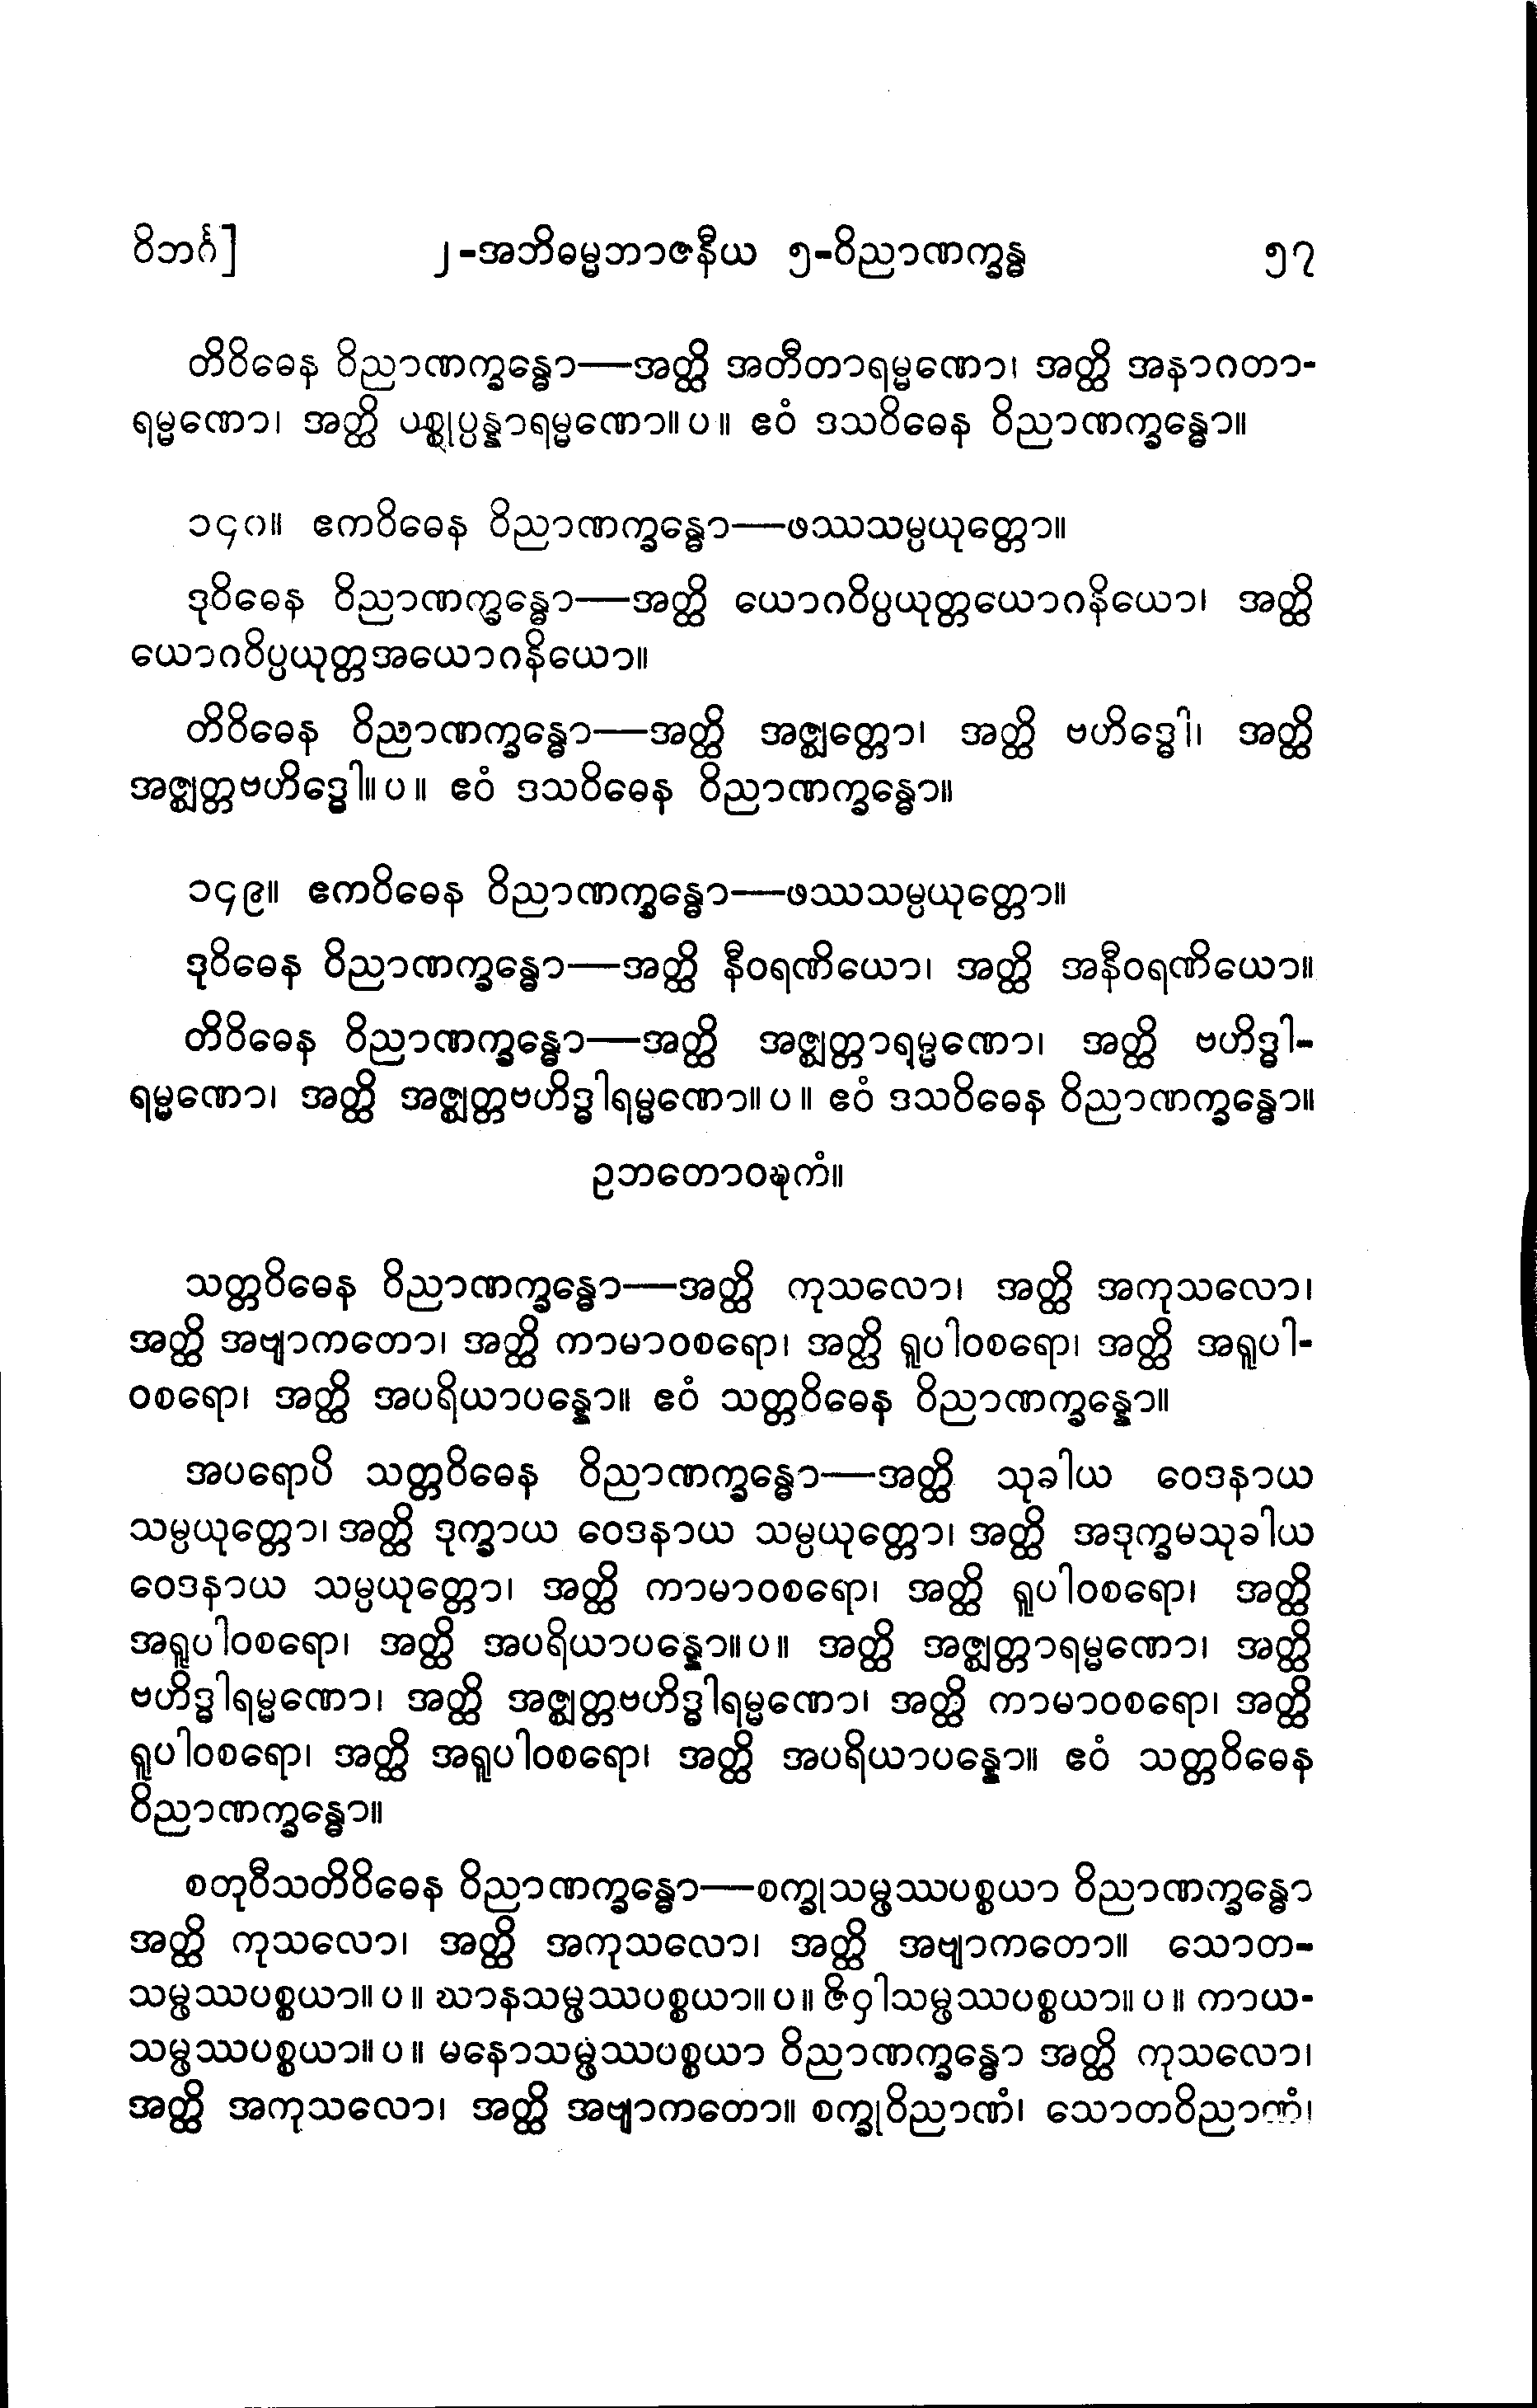 ဝိဘင်္ဂ] ၂-အဘိဓမ္မဘာဇနီယ ၅-ဝိညာဏက္ခန္ဓ ၅၇
တိဝိဓေန ဝိညာဏက္ခန္ဓော—အတ္ထိ အတီတာရမ္မဏော၊ အတ္ထိ အနာဂတာ-
ရမ္မဏော၊ အတ္ထိ ပစ္စုပ္ပန္နာရမ္မဏော။ ပ ။ ဧဝံ ဒသဝိဓေန ဝိညာဏက္ခန္ဓော။
၁၄၈။ ဧကဝိဓေန ဝိညာဏက္ခန္ဓော—ဖဿသမ္ပယုတ္တော။
ဒုဝိဓေန ဝိညာဏက္ခန္ဓော—အတ္ထိ ယောဂဝိပ္ပယုတ္တယောဂနိယော၊ အတ္ထိ
ယောဂဝိပ္ပယုတ္တအယောဂနိယော။
တိဝိဓေန ဝိညာဏက္ခန္ဓော—အတ္ထိ အဇ္ဈတ္တော၊ အတ္ထိ ဗဟိဒ္ဓေါ၊ အတ္ထိ
အဇ္ဈတ္တဗဟိဒ္ဓေါ။ ပ ။ ဧဝံ ဒသဝိဓေန ဝိညာဏက္ခန္ဓော။
၁၄၉။ ဧကဝိဓေန ဝိညာဏက္ခန္ဓော—ဖဿသမ္ပယုတ္တော။
ဒုဝိဓေန ဝိညာဏက္ခန္ဓော—အတ္ထိ နီဝရဏိယော၊ အတ္ထိ အနီဝရဏိယော။
တိဝိဓေန ဝိညာဏက္ခန္ဓော—အတ္ထိ အဇ္ဈတ္တာရမ္မဏော၊ အတ္ထိ ဗဟိဒ္ဓါ-
ရမ္မဏော၊ အတ္ထိ အဇ္ဈတ္တဗဟိဒ္ဓါရမ္မဏော။ ပ ။ ဧဝံ ဒသဝိဓေန ဝိညာဏက္ခန္ဓော။
ဥဘတောဝဍ္ဎကံ။
သတ္တဝိဓေန ဝိညာဏက္ခန္ဓော—အတ္ထိ ကုသလော၊ အတ္ထိ အကုသလော၊
အတ္ထိ အဗျာကတော၊ အတ္ထိ ကာမာဝစရော၊ အတ္ထိ ရူပါဝစရော၊ အတ္ထိ အရူပါ-
ဝစရော၊ အတ္ထိ အပရိယာပန္နော။ ဧဝံ သတ္တဝိဓေန ဝိညာဏက္ခန္ဓော။
အပရောပိ သတ္တဝိဓေန ဝိညာဏက္ခန္ဓော—အတ္ထိ သုခါယ ဝေဒနာယ
သမ္ပယုတ္တော၊ အတ္ထိ ဒုက္ခာယ ဝေဒနာယ သမ္ပယုတ္တော၊ အတ္ထိ အဒုက္ခမသုခါယ
ဝေဒနာယ သမ္ပယုတ္တော၊ အတ္ထိ ကာမာဝစရော၊ အတ္ထိ ရူပါဝစရော၊ အတ္ထိ
အရူပါဝစရော၊ အတ္ထိ အပရိယာပန္နော။ ပ ။ အတ္ထိ အဇ္ဈတ္တာရမ္မဏော၊ အတ္ထိ
ဗဟိဒ္ဓါရမ္မဏော၊ အတ္ထိ အဇ္ဈတ္တဗဟိဒ္ဓါရမ္မဏော၊ အတ္ထိ ကာမာဝစရော၊ အတ္ထိ
ရူပါဝစရော၊ အတ္ထိ အရူပါဝစရော၊ အတ္ထိ အပရိယာပန္နော။ ဧဝံ သတ္တဝိဓေန
ဝိညာဏက္ခန္ဓော။
စတုဝီသတိဝိဓေန ဝိညာဏက္ခန္ဓော—စက္ခုသမ္ဖဿပစ္စယာ ဝိညာဏက္ခန္ဓော
အတ္ထိ ကုသလော၊ အတ္ထိ အကုသလော၊ အတ္ထိ အဗျာကတော။ သောတ-
သမ္ဖဿပစ္စယာ။ ပ ။ ဃာနသမ္ဖဿပစ္စယာ။ ပ ။ ဇိဝှါသမ္ဖဿပစ္စယာ။ ပ ။ ကာယ-
သမ္ဖဿပစ္စယာ။ ပ ။ မနောသမ္ဖဿပစ္စယာ ဝိညာဏက္ခန္ဓော အတ္ထိ ကုသလော၊
အတ္ထိ အကုသလော၊ အတ္ထိ အဗျာကတော။ စက္ခုဝိညာဏံ၊ သောတဝိညာဏံ၊